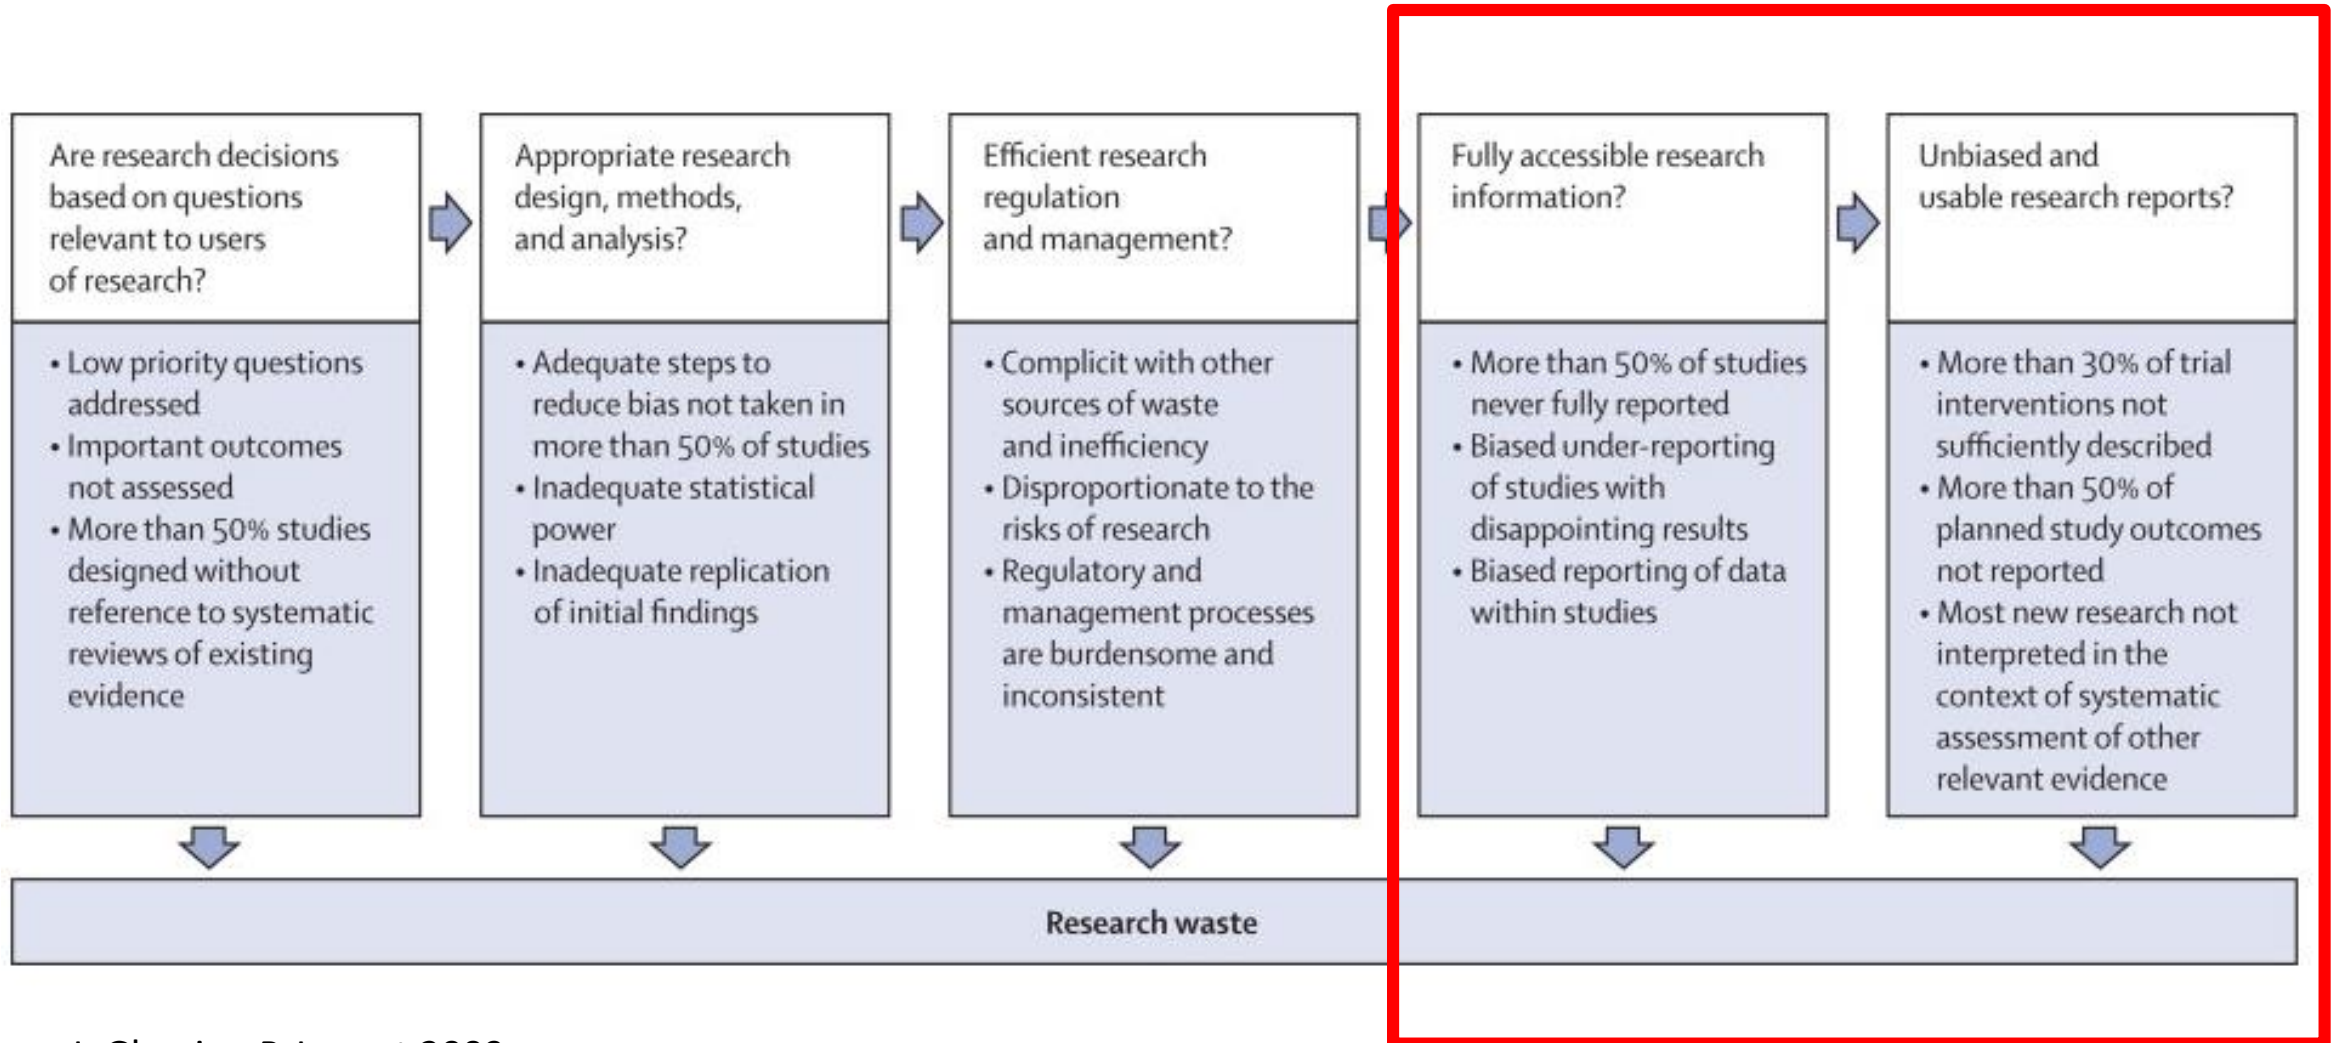 Are research decisions
based on questions
relevant to users
of research?
• Low priority questions
addressed
• Important outcomes
not assessed
• More than 50% studies
designed without
reference to systematic
reviews of existing
evidence
Appropriate research
design, methods,
and analysis?
• Adequate steps to
reduce bias not taken in
more than 50% of studies
• Inadequate statistical
power
• Inadequate replication
of initial findings
Efficient research
regulation
and management?
• Complicit with other
sources of waste
and inefficiency
• Disproportionate to the
risks of research
• Regulatory and
management processes
are burdensome and
inconsistent
Fully accessible research
information?
• More than 50% of studies
never fully reported
• Biased under-reporting
of studies with
disappointing results
• Biased reporting of data
within studies
Unbiased and
usable research reports?
• More than 30% of trial
interventions not
sufficiently described
• More than 50% of
planned study outcomes
not reported
• Most new research not
interpreted in the
context of systematic
assessment of other
relevant evidence
Research waste